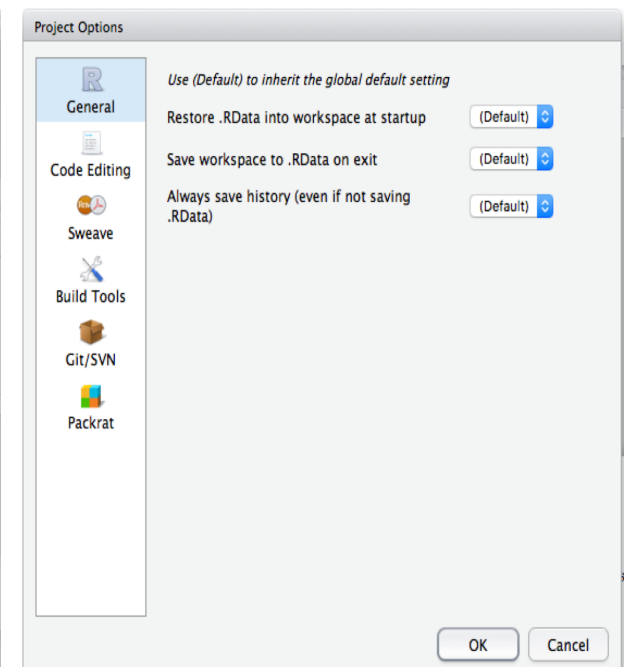 Project Options
General
Code Editing
Sweave
Build Tools
Git/SVN
Packrat
Use (Default) to inherit the global default setting
Restore .RData into workspace at startup (Default)
Save workspace to .RData on exit (Default)
Always save history (even if not saving
.RData) (Default)
OK Cancel